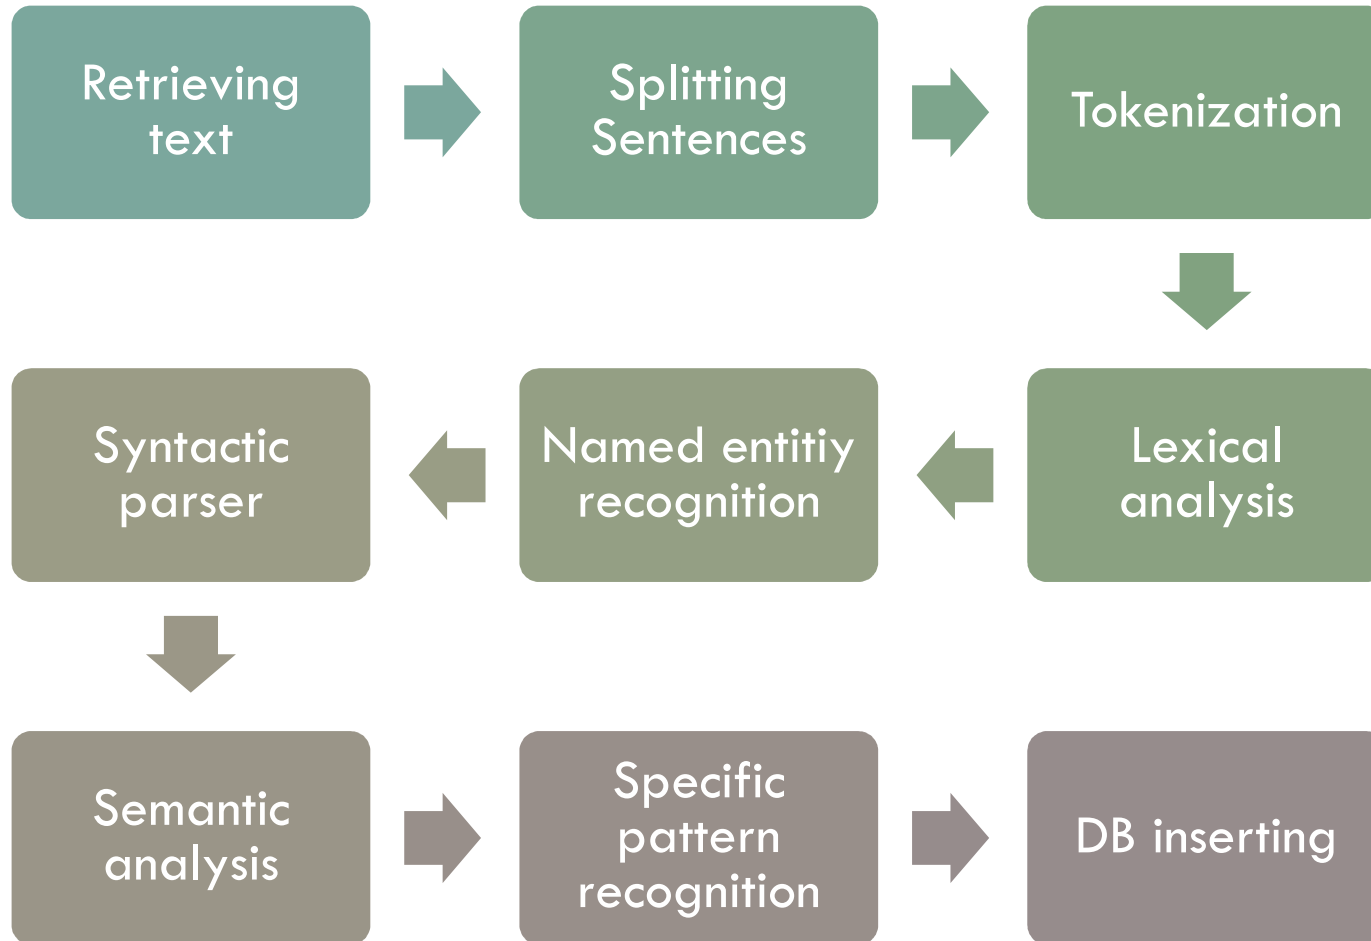 Retrieving
text
Splitting
Sentences
Tokenization
Lexical
analysis
Named entitiy
recognition
Syntactic
parser
Semantic
analysis
Specific
pattern
recognition
DB inserting